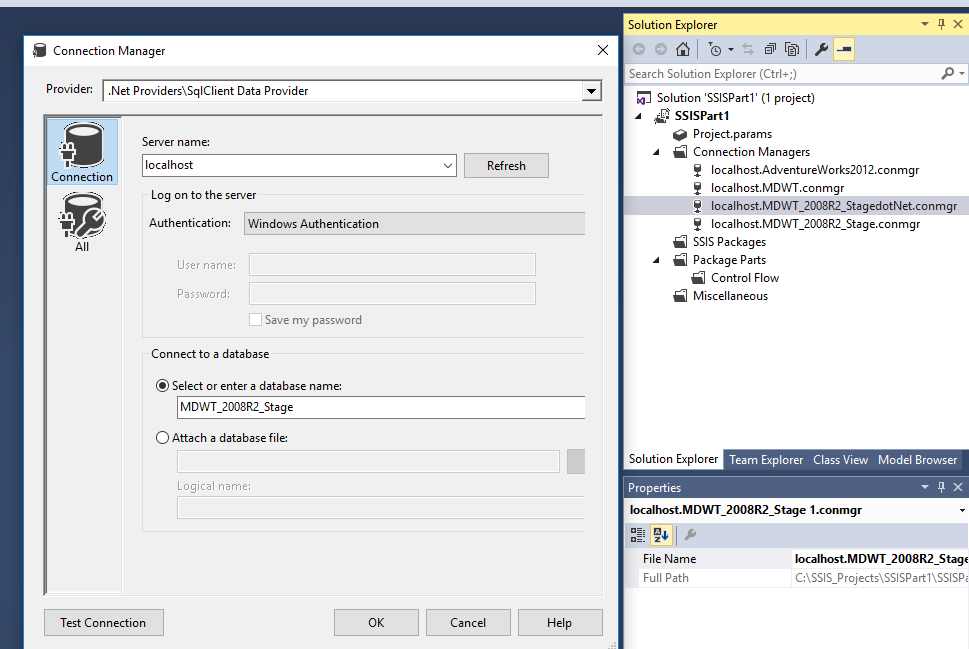 Connection Manager
Provider: .Net Providers\SqlClient Data Provider
Connection
All
Server name:
localhost
Refresh
Log on to the server
Authentication: Windows Authentication
User name:
Password:
Save my password
Connect to a database
Select or enter a database name:
MDWT_2008R2_Stage
Attach a database file:
Logical name:
Test Connection
OK
Cancel
Help
Solution Explorer
Search Solution Explorer (Ctrl+;)
Solution 'SSISPart1' (1 project)
SSISPart1
Project.params
Connection Managers
localhost.AdventureWorks2012.conmgr
localhost.MDWT.conmgr
localhost.MDWT_2008R2_StagedotNet.conmgr
localhost.MDWT_2008R2_Stage.conmgr
SSIS Packages
Package Parts
Control Flow
Miscellaneous
Solution Explorer Team Explorer Class View Model Browser
Properties
localhost.MDWT_2008R2_Stage 1.conmgr
File Name localhost.MDWT_2008R2_Stage
Full Path C:\SSIS_Projects\SSISPart1\SSISPa